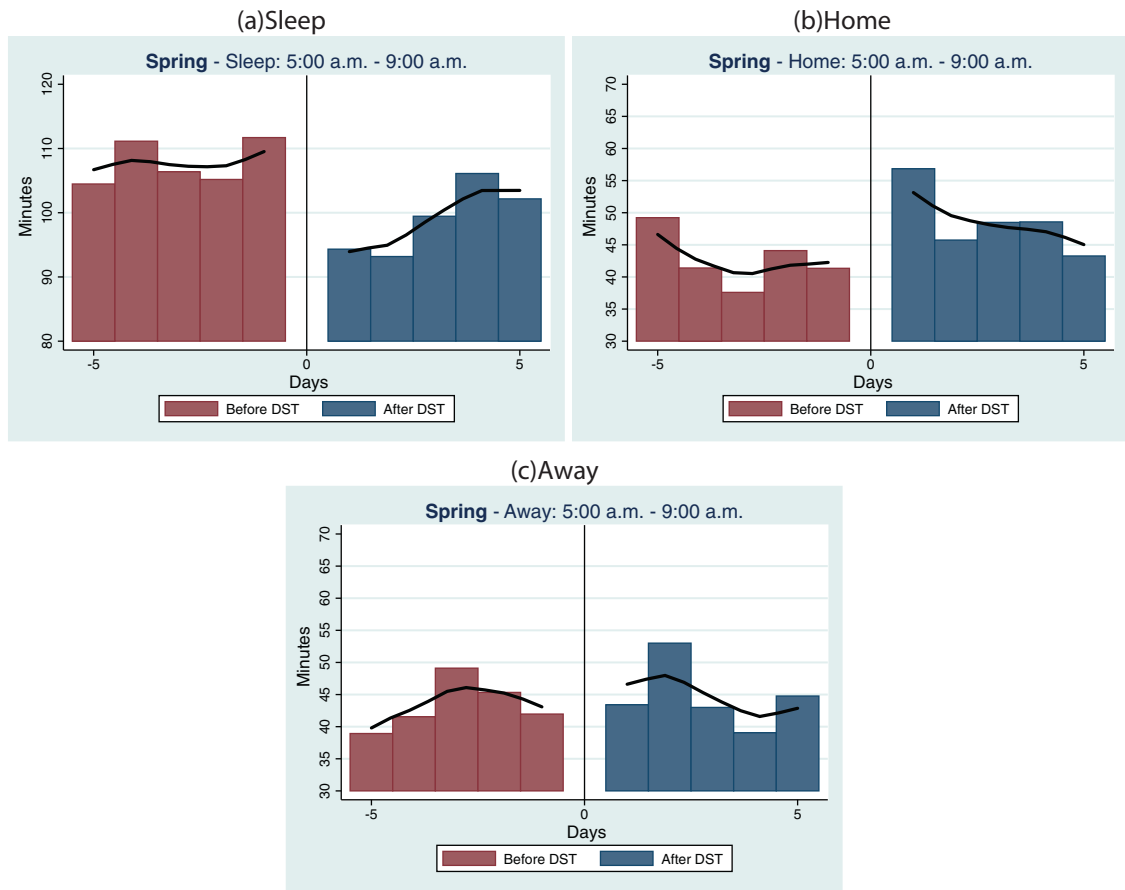 (a)Sleep
Spring - Sleep: 5:00 a.m. - 9:00 a.m.
Minutes
120
110
100
90
80
-5
0
5
Days
Before DST
After DST
(b)Home
Spring - Home: 5:00 a.m. - 9:00 a.m.
Minutes
70
65
60
55
50
45
40
35
30
-5
0
5
Days
Before DST
After DST
(c)Away
Spring - Away: 5:00 a.m. - 9:00 a.m.
Minutes
70
65
60
55
50
45
40
35
30
-5
0
5
Days
Before DST
After DST